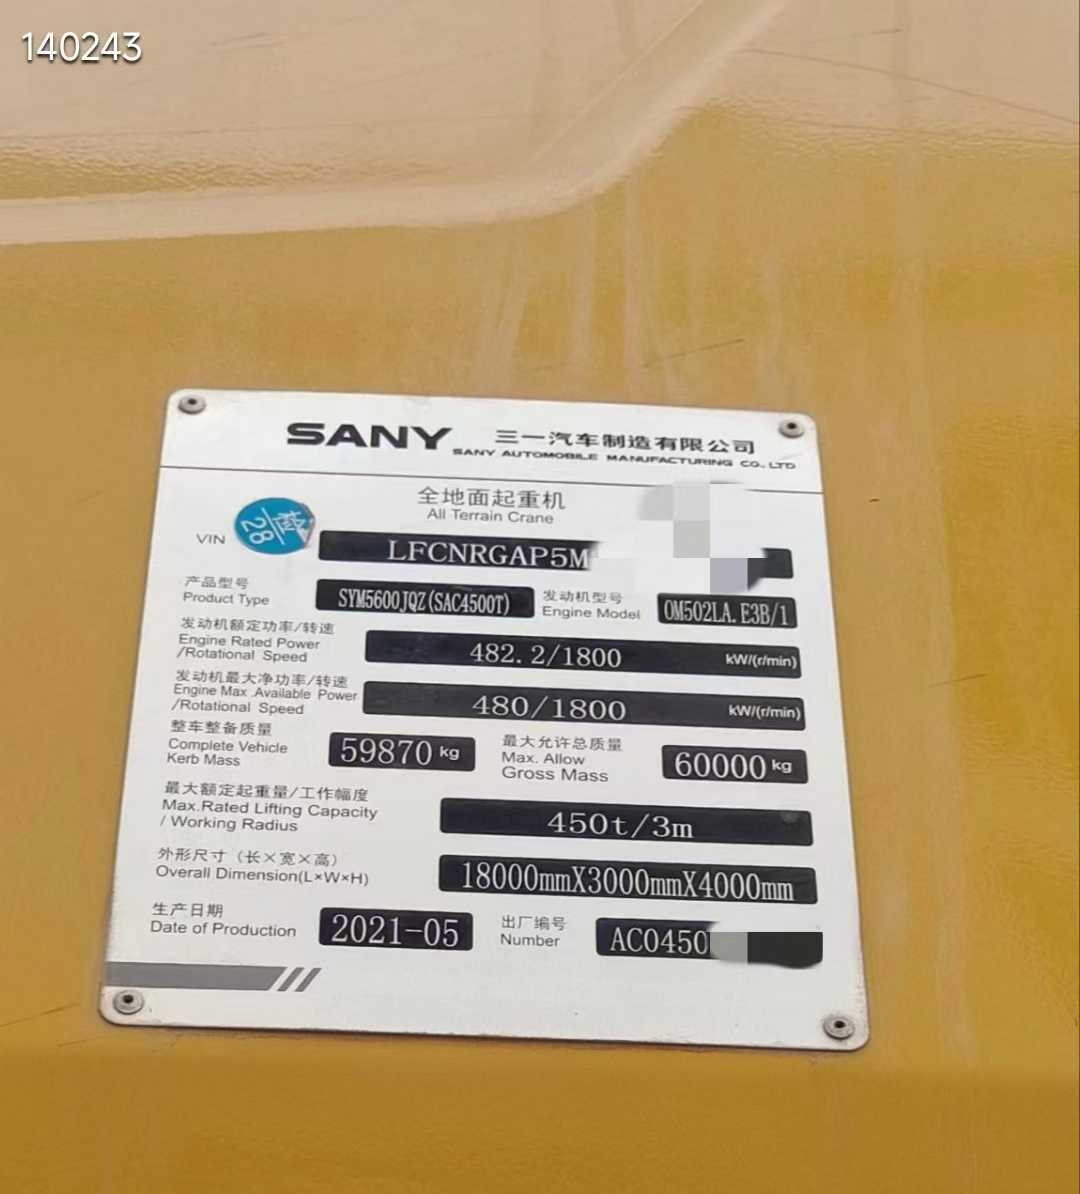 140243
SANY 三一汽车制造有限公司
SANY AUTOMOBILE MANUFACTURING CO.,LTD
全地面起重机
All Terrain Crane
VIN LFCNRGAP5M
28
产品型号
Product Type
SYM5600JQZ(SAC4500T)
发动机型号
Engine Model
OM502LA.E3B/1
发动机额定功率/转速
Engine Rated Power
/Rotational Speed
482.2/1800 kW/(r/min)
发动机最大净功率/转速
Engine Max .Available Power
/Rotational Speed
480/1800 kW/(r/min)
整车整备质量
Complete Vehicle
Kerb Mass
59870 kg
最大允许总质量
Max. Allow
Gross Mass
60000 kg
最大额定起重量/工作幅度
Max.Rated Lifting Capacity
/ Working Radius
450t/3m
外形尺寸（长×宽×高）
Overall Dimension(L×W×H)
18000mmX3000mmX4000mm
生产日期
Date of Production
2021-05
出厂编号
Number
AC0450